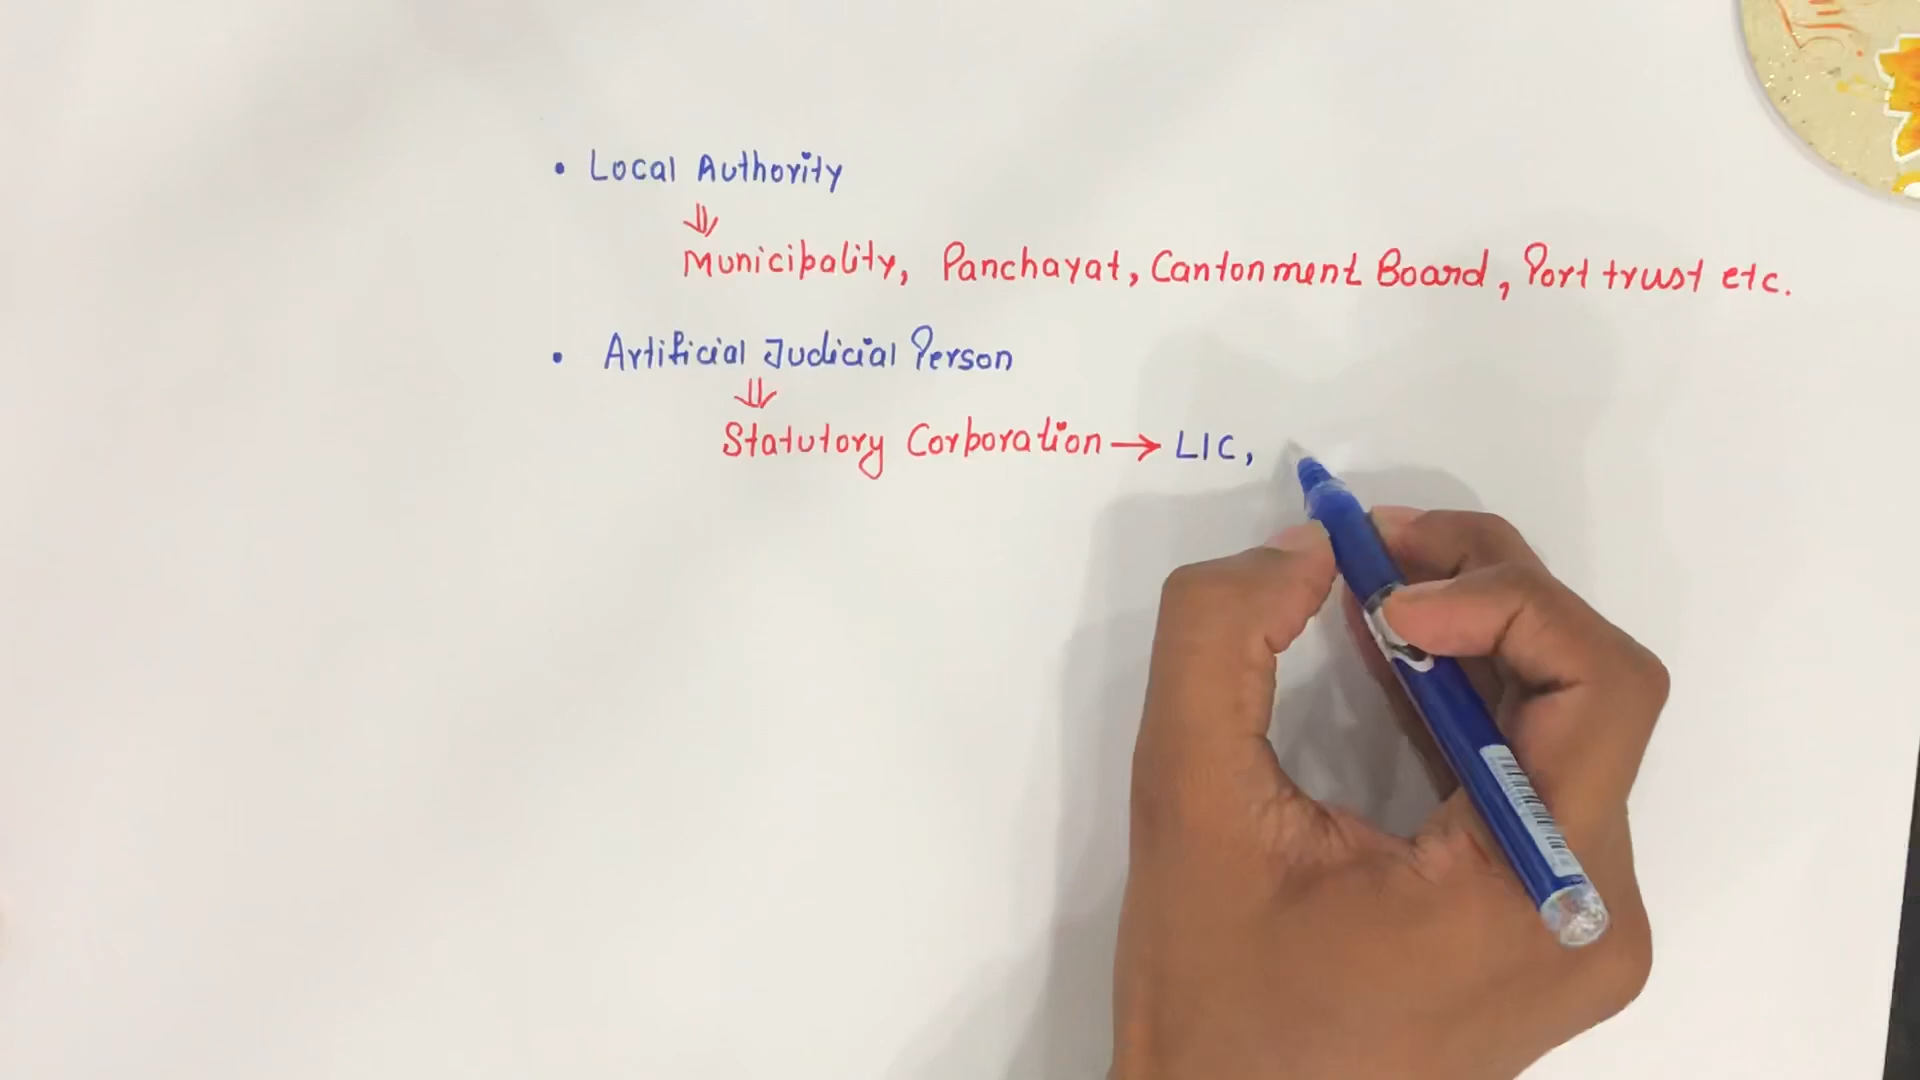 • Local Authority
⇓
Municipality, Panchayat, Cantonment Board, Port trust etc.
• Artificial Judicial Person
⇓
Statutory Corporation → LIC,